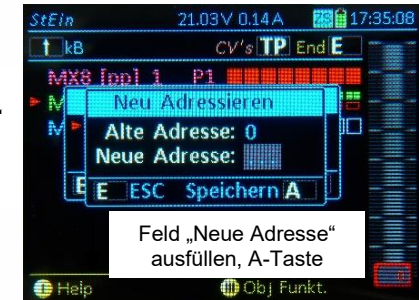 StEin 21.03V 0.14A 17:35:08
kB CV's TP End E
MX8 [pp] 1 P1
M
M
Neu Adressieren
Alte Adresse: 0
Neue Adresse:
E ESC Speichern A
Feld „Neue Adresse“
ausfüllen, A-Taste
Help Obj Funkt.